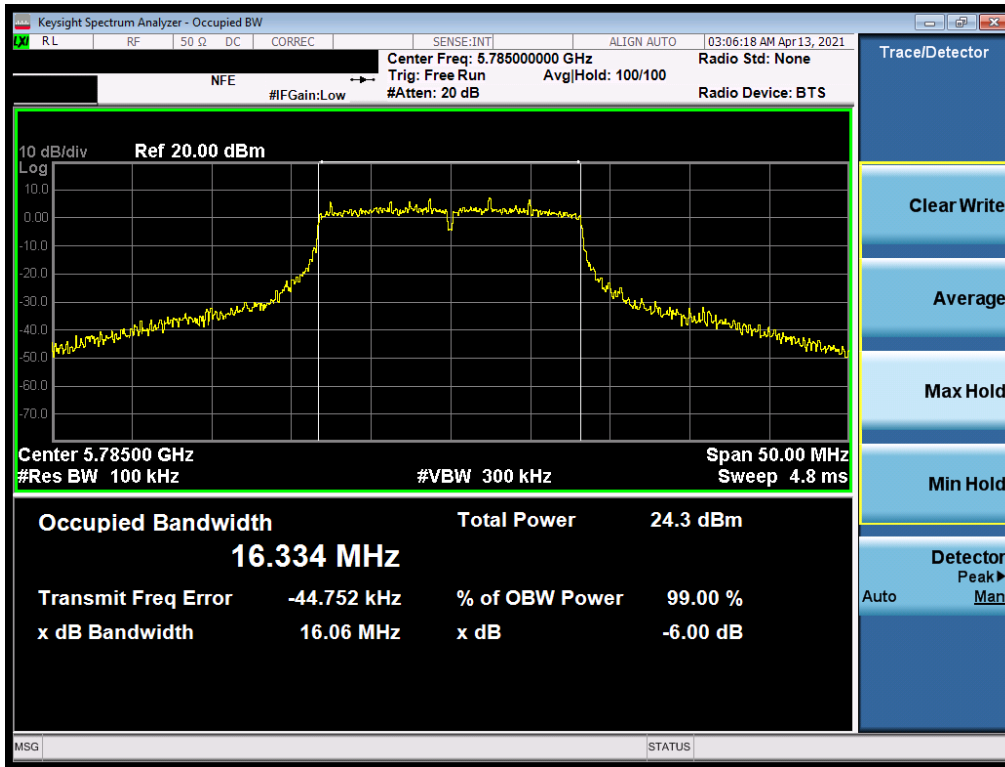 Keysight Spectrum Analyzer - Occupied BW
LXI RL RF 50 Ω DC CORREC SENSE:INT ALIGN AUTO 03:06:18 AM Apr 13, 2021
Center Freq: 5.785000000 GHz Radio Std: None
NFE Trig: Free Run Avg|Hold: 100/100
#IFGain:Low #Atten: 20 dB Radio Device: BTS
10 dB/div Ref 20.00 dBm
Log
10.0
0.00
-10.0
-20.0
-30.0
-40.0
-50.0
-60.0
-70.0
Center 5.78500 GHz Span 50.00 MHz
#Res BW 100 kHz #VBW 300 kHz Sweep 4.8 ms
Occupied Bandwidth Total Power 24.3 dBm
16.334 MHz
Transmit Freq Error -44.752 kHz % of OBW Power 99.00 %
x dB Bandwidth 16.06 MHz x dB -6.00 dB
MSG STATUS
Trace/Detector
Clear Write
Average
Max Hold
Min Hold
Detector
Peak▶
Auto Man